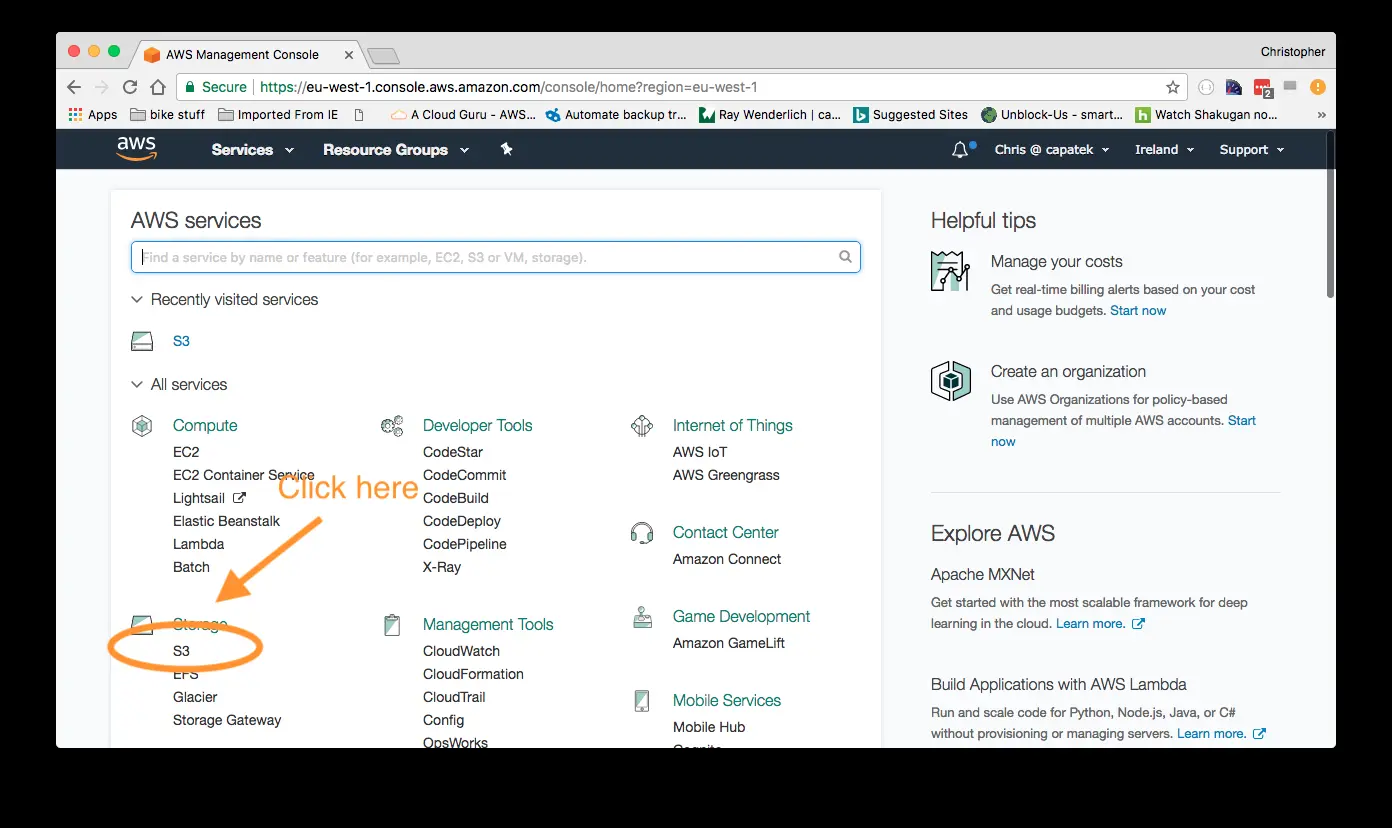 AWS Management Console
Christopher
Secure
https://eu-west-1.console.aws.amazon.com/console/home?region=eu-west-1
2
Apps
bike stuff
Imported From IE
A Cloud Guru - AWS...
Automate backup tr...
Ray Wenderlich | ca...
Suggested Sites
Unblock-Us - smart...
Watch Shakugan no...
»
aws
Services
Resource Groups
Chris @ capatek
Ireland
Support
AWS services
Find a service by name or feature (for example, EC2, S3 or VM, storage).
Recently visited services
S3
All services
Compute
EC2
EC2 Container Service
Lightsail
Elastic Beanstalk
Lambda
Batch
Click here
Storage
S3
EFS
Glacier
Storage Gateway
Developer Tools
CodeStar
CodeCommit
CodeBuild
CodeDeploy
CodePipeline
X-Ray
Management Tools
CloudWatch
CloudFormation
CloudTrail
Config
OpsWorks
Internet of Things
AWS IoT
AWS Greengrass
Contact Center
Amazon Connect
Game Development
Amazon GameLift
Mobile Services
Mobile Hub
Cognito
Helpful tips
Manage your costs
Get real-time billing alerts based on your cost
and usage budgets. Start now
Create an organization
Use AWS Organizations for policy-based
management of multiple AWS accounts. Start
now
Explore AWS
Apache MXNet
Get started with the most scalable framework for deep
learning in the cloud. Learn more.
Build Applications with AWS Lambda
Run and scale code for Python, Node.js, Java, or C#
without provisioning or managing servers. Learn more.